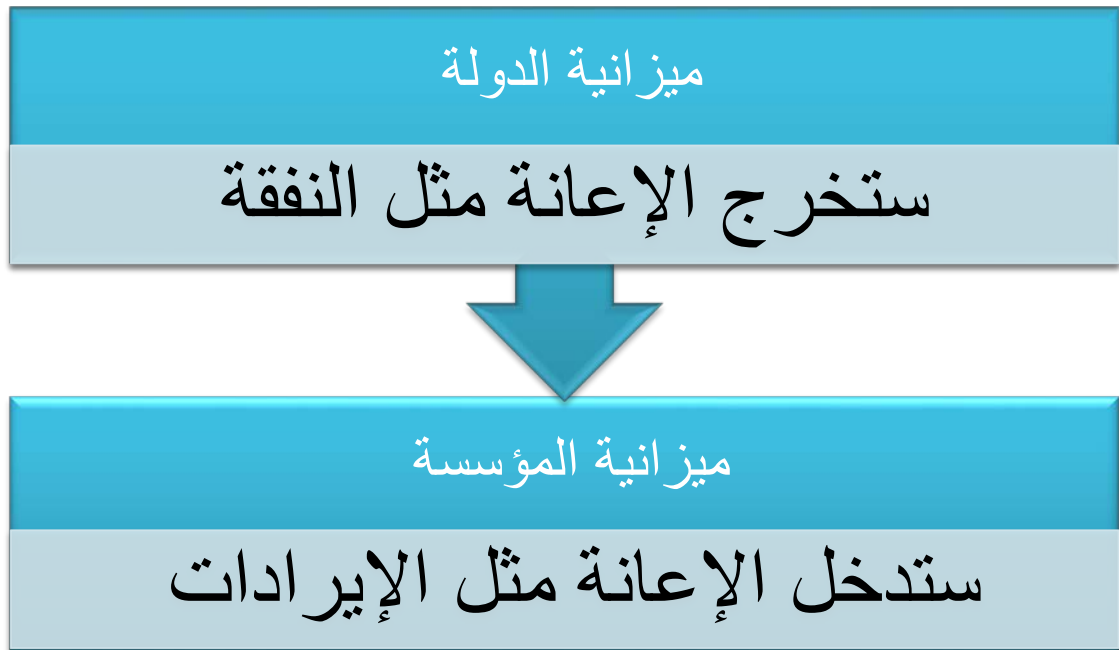 ميزانية الدولة
ستخرج الإعانة مثل النفقة
ميزانية المؤسسة
ستدخل الإعانة مثل الإيرادات